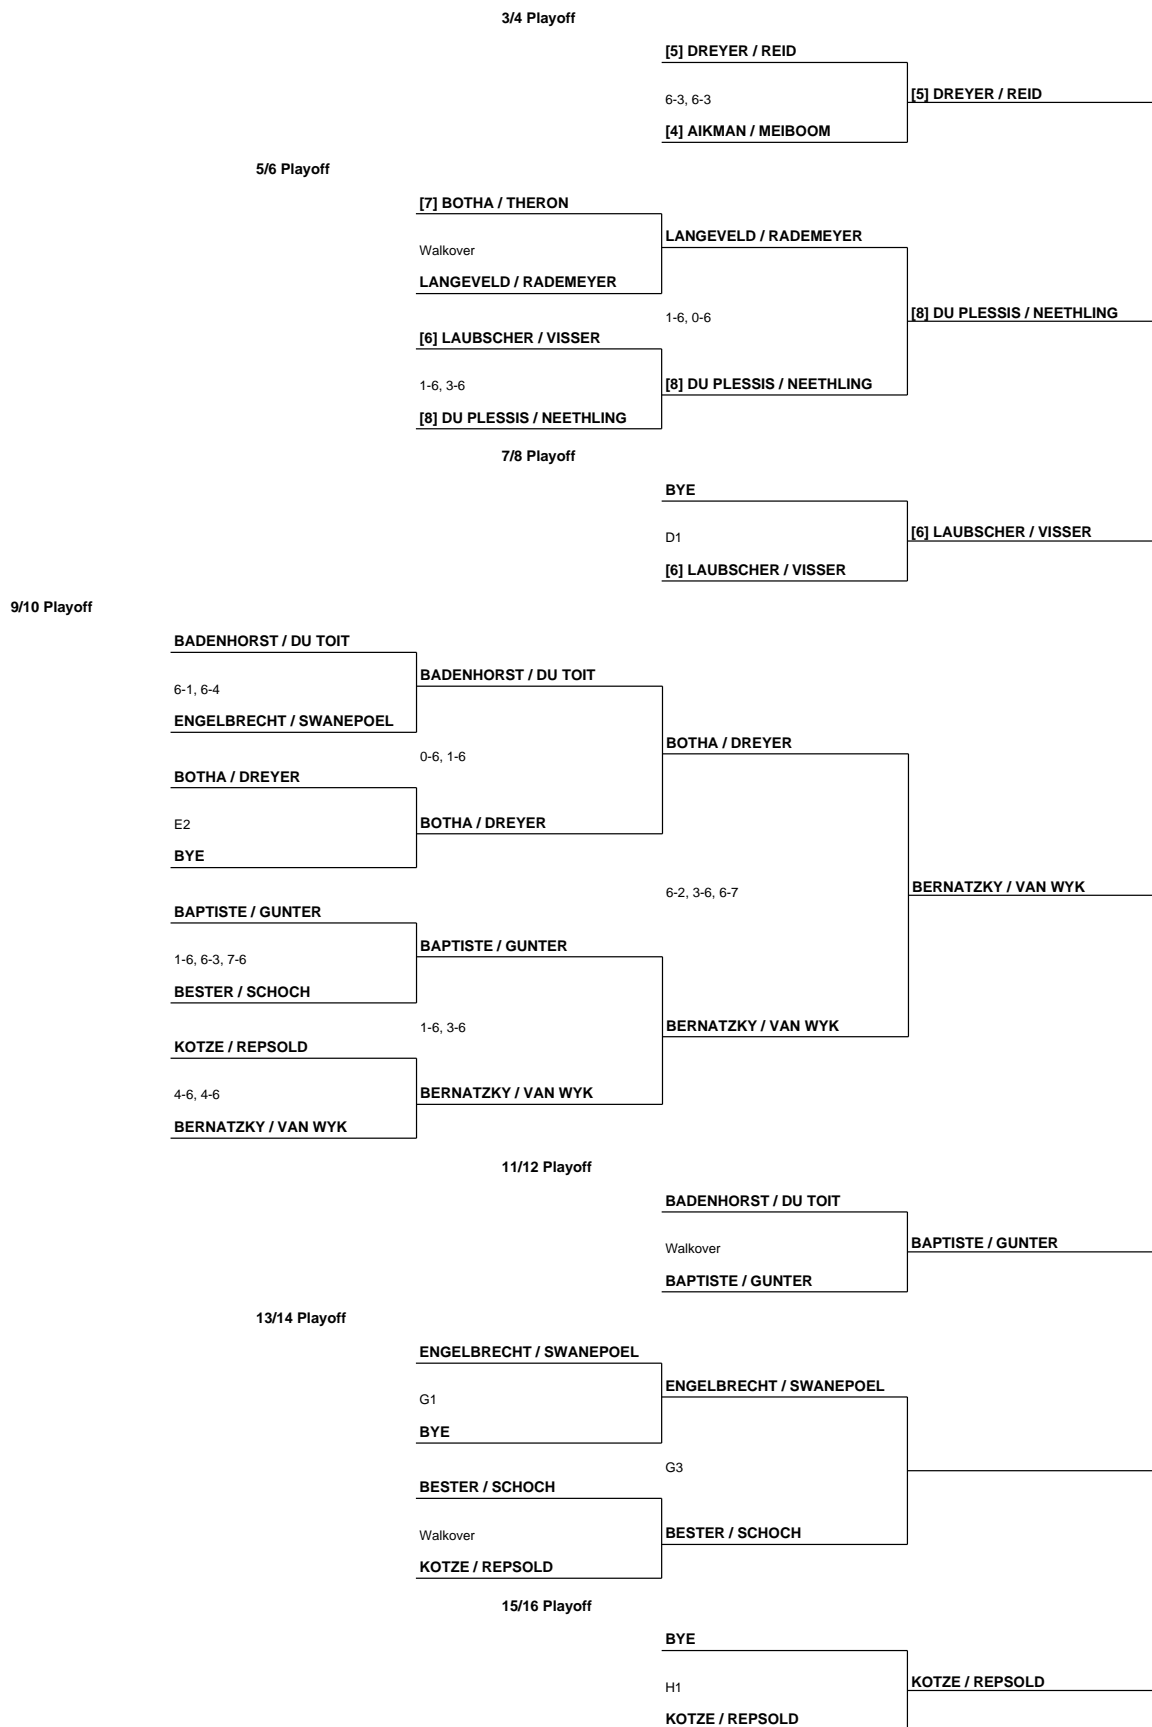 3/4 Playoff
[5] DREYER / REID
6-3, 6-3
[5] DREYER / REID
[4] AIKMAN / MEIBOOM
5/6 Playoff
[7] BOTHA / THERON
LANGEVELD / RADEMEYER
Walkover
LANGEVELD / RADEMEYER
1-6, 0-6
[8] DU PLESSIS / NEETHLING
[6] LAUBSCHER / VISSER
1-6, 3-6
[8] DU PLESSIS / NEETHLING
[8] DU PLESSIS / NEETHLING
7/8 Playoff
BYE
D1
[6] LAUBSCHER / VISSER
[6] LAUBSCHER / VISSER
9/10 Playoff
BADENHORST / DU TOIT
BADENHORST / DU TOIT
6-1, 6-4
ENGELBRECHT / SWANEPOEL
BOTHA / DREYER
0-6, 1-6
BOTHA / DREYER
E2
BOTHA / DREYER
BYE
6-2, 3-6, 6-7
BERNATZKY / VAN WYK
BAPTISTE / GUNTER
BAPTISTE / GUNTER
1-6, 6-3, 7-6
BESTER / SCHOCH
1-6, 3-6
BERNATZKY / VAN WYK
KOTZE / REPSOLD
4-6, 4-6
BERNATZKY / VAN WYK
BERNATZKY / VAN WYK
11/12 Playoff
BADENHORST / DU TOIT
Walkover
BAPTISTE / GUNTER
BAPTISTE / GUNTER
13/14 Playoff
ENGELBRECHT / SWANEPOEL
ENGELBRECHT / SWANEPOEL
G1
BYE
G3
BESTER / SCHOCH
Walkover
BESTER / SCHOCH
KOTZE / REPSOLD
15/16 Playoff
BYE
H1
KOTZE / REPSOLD
KOTZE / REPSOLD